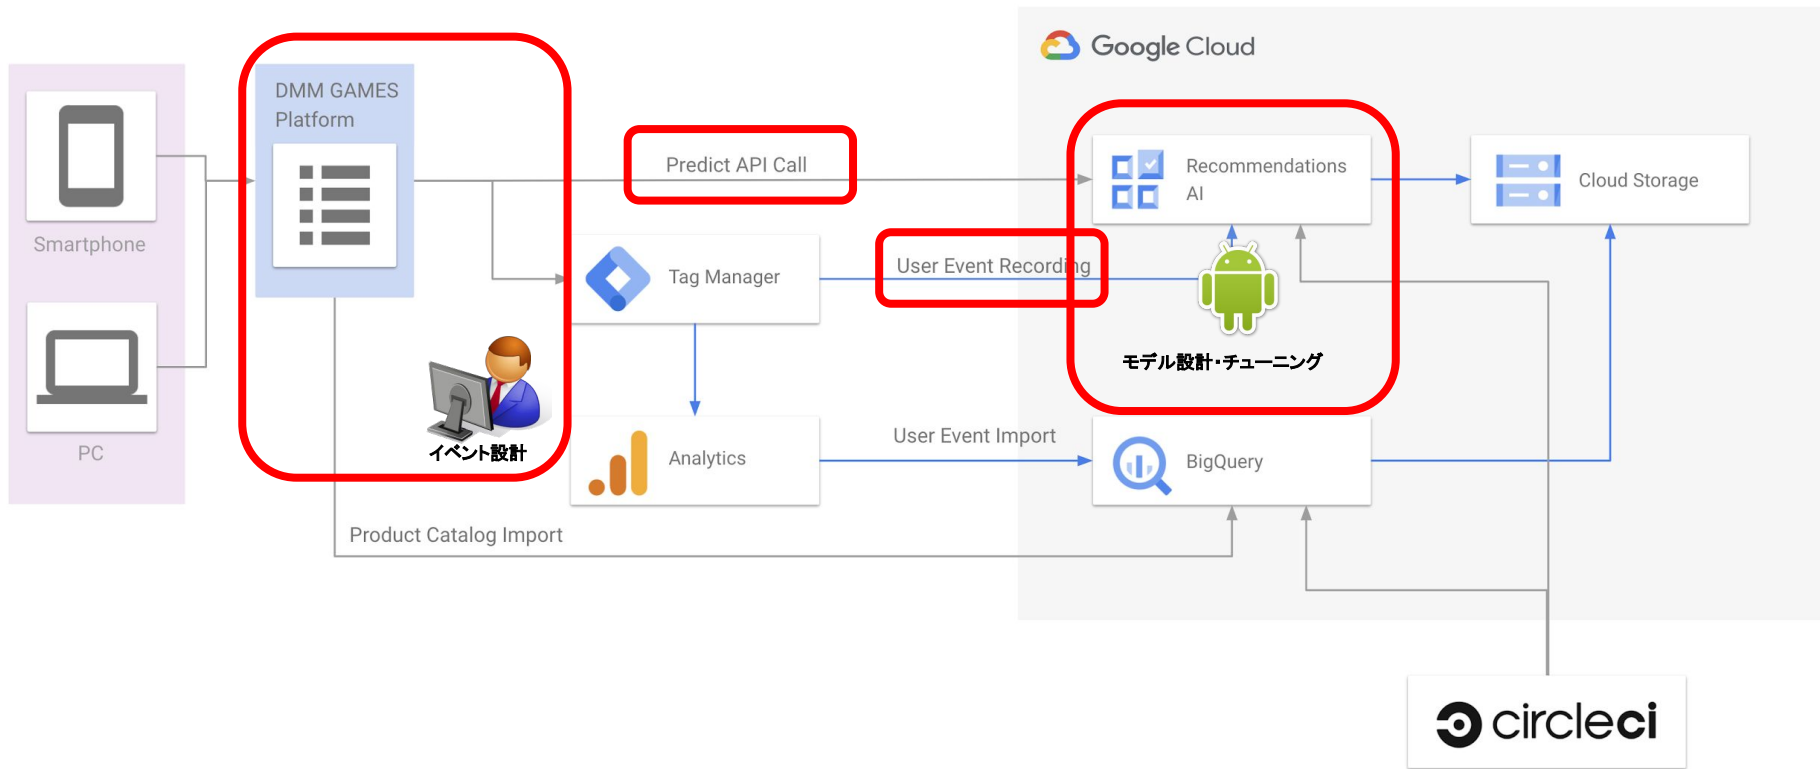 Google Cloud
DMM GAMES
Platform
Predict API Call
Recommendations
AI
Cloud Storage
Smartphone
Tag Manager
User Event Recording
モデル設計・チューニング
PC
イベント設計
Analytics
User Event Import
BigQuery
Product Catalog Import
circleci